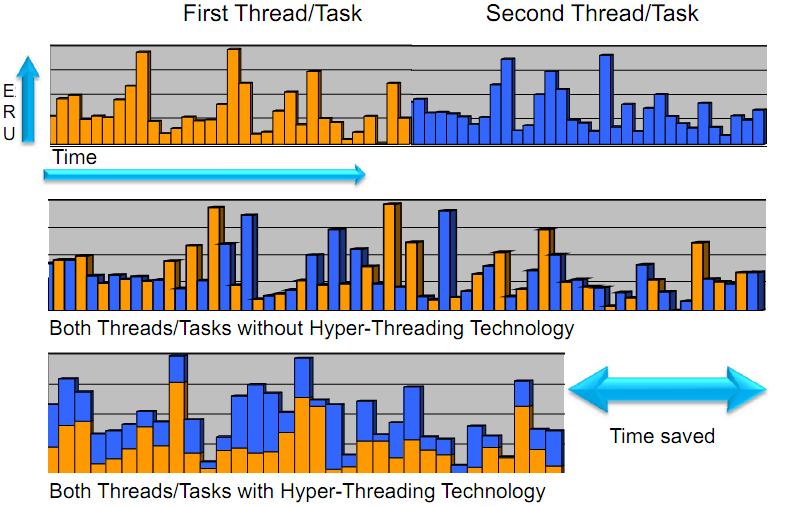 First Thread/Task
Second Thread/Task
E
R
U
Time
Both Threads/Tasks without Hyper-Threading Technology
Time saved
Both Threads/Tasks with Hyper-Threading Technology